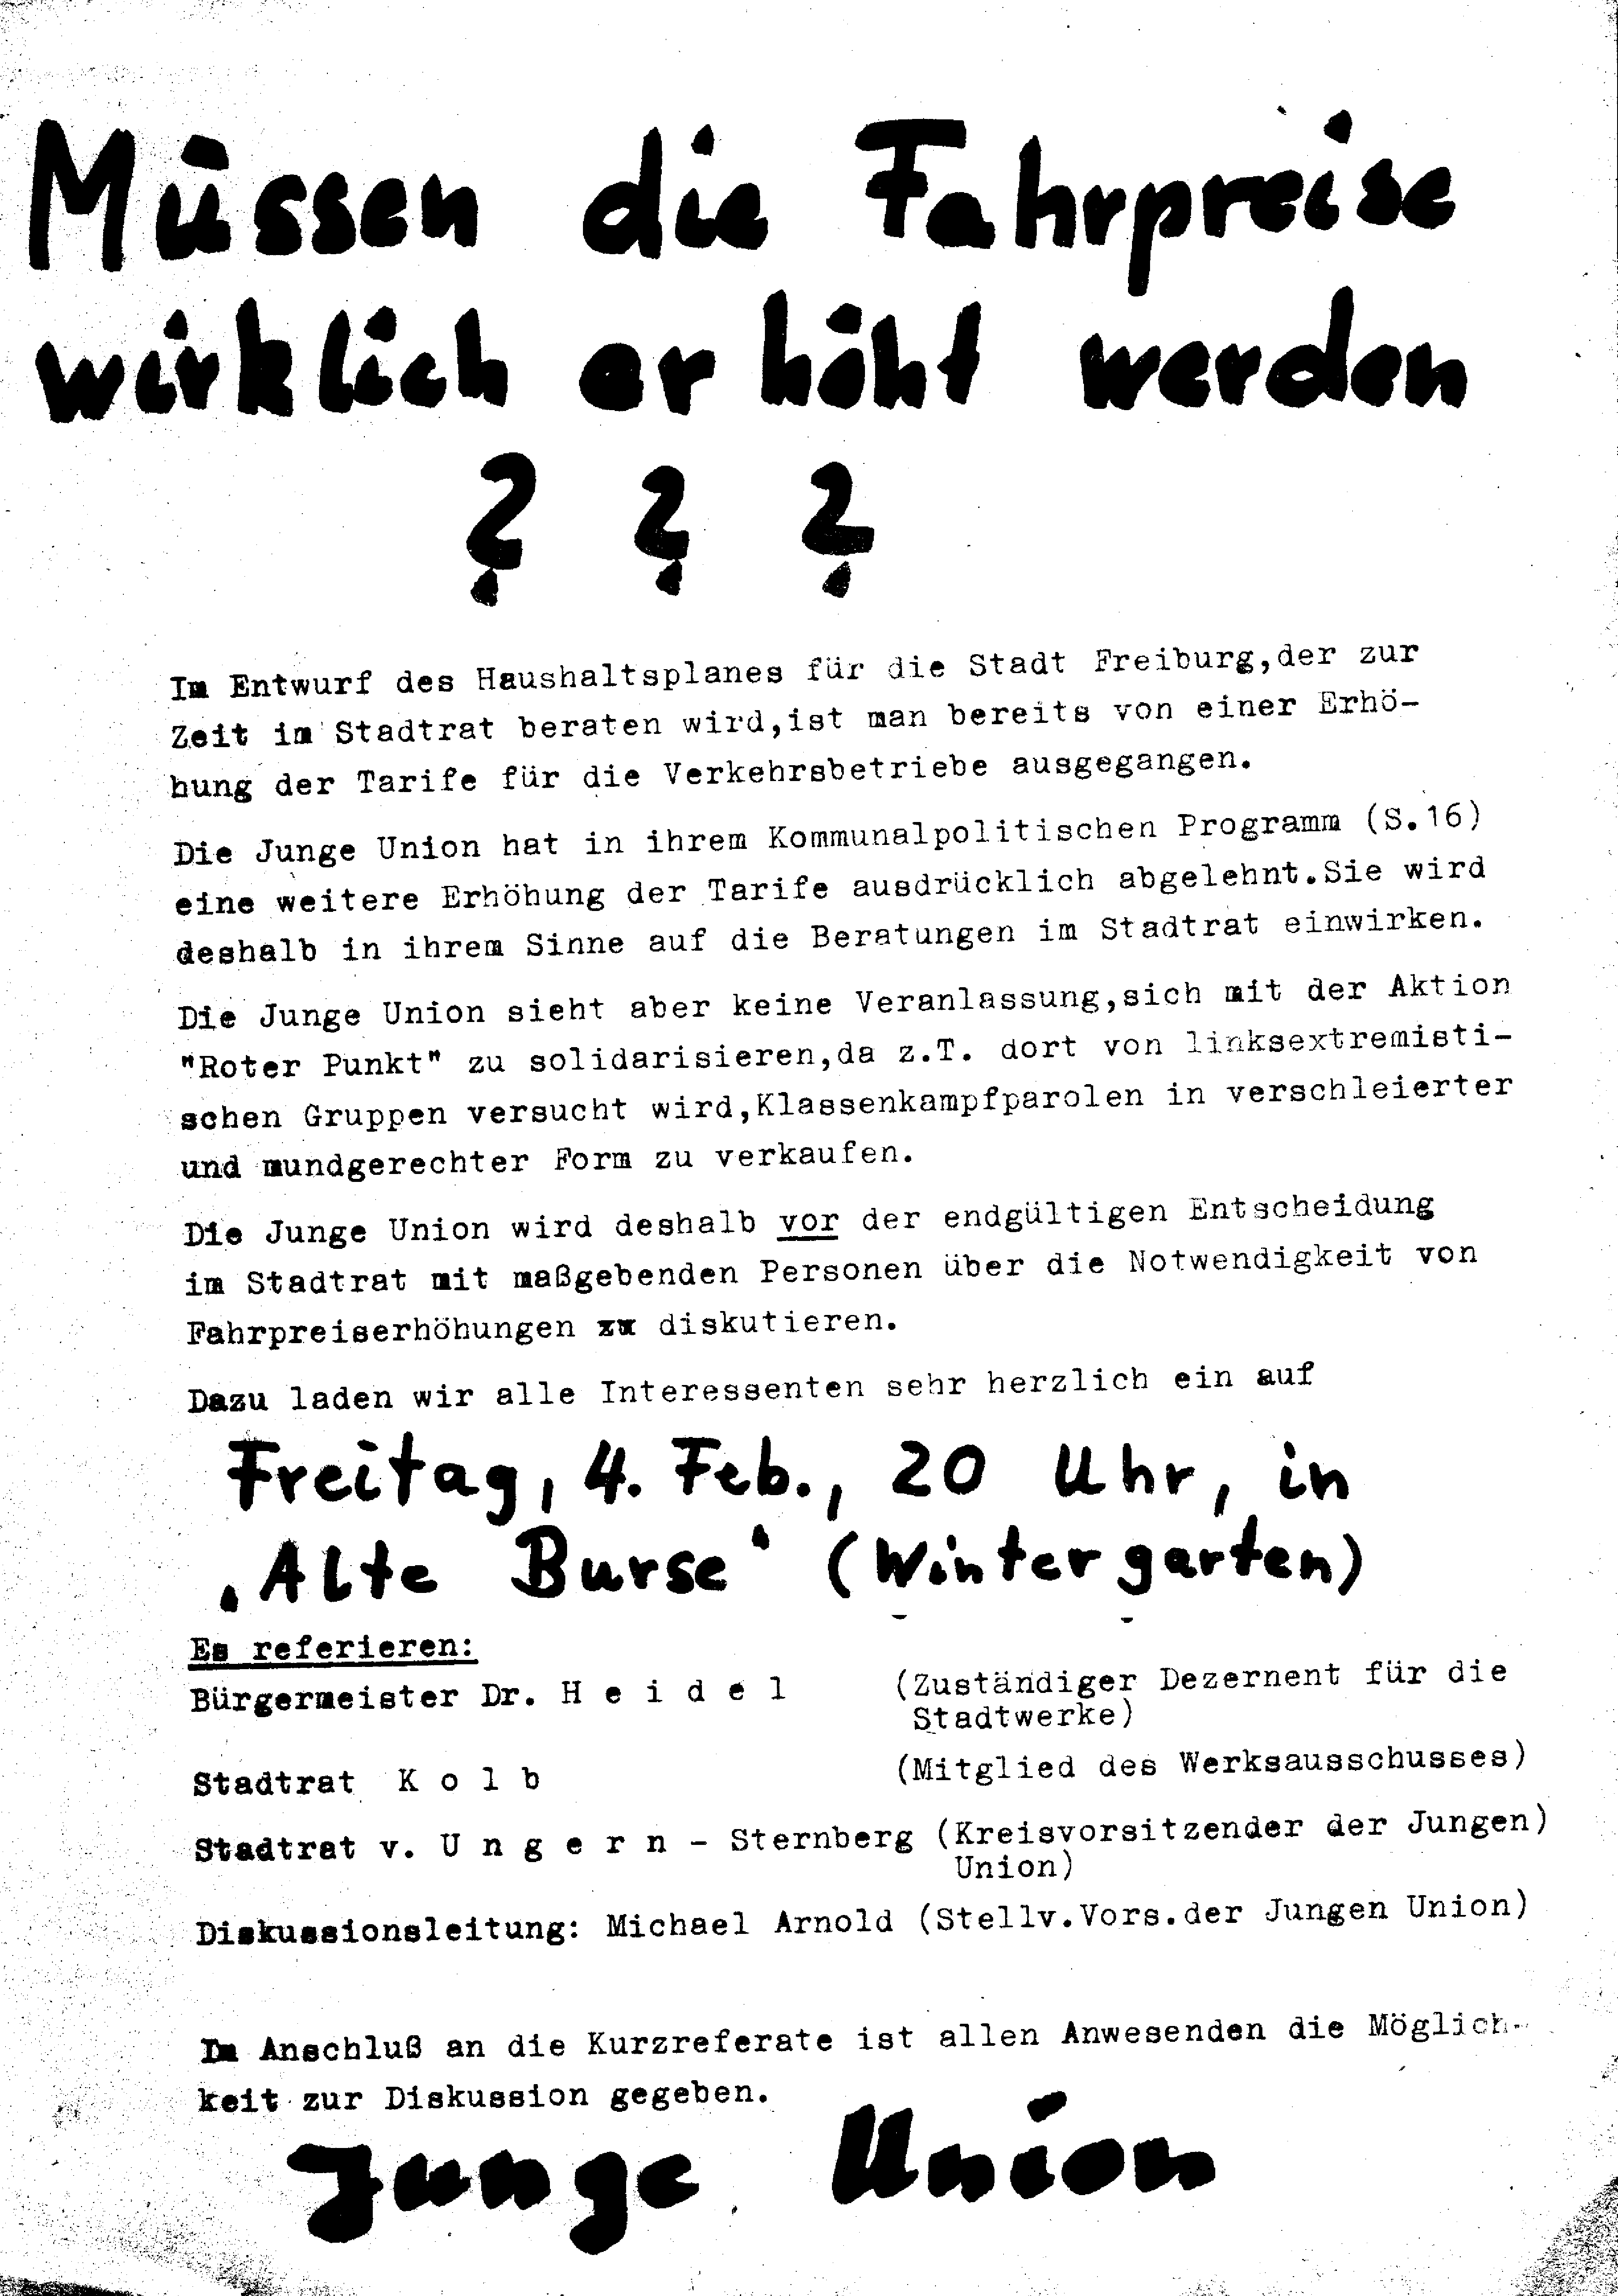 Müssen die Fahrpreise
wirklich erhöht werden
? ? ?
Im Entwurf des Haushaltsplanes für die Stadt Freiburg,der zur
Zeit im Stadtrat beraten wird,ist man bereits von einer Erhö-
hung der Tarife für die Verkehrsbetriebe ausgegangen.
Die Junge Union hat in ihrem Kommunalpolitischen Programm (S.16)
eine weitere Erhöhung der Tarife ausdrücklich abgelehnt.Sie wird
deshalb in ihrem Sinne auf die Beratungen im Stadtrat einwirken.
Die Junge Union sieht aber keine Veranlassung,sich mit der Aktion
"Roter Punkt" zu solidarisieren,da z.T. dort von linksextremisti-
schen Gruppen versucht wird,Klassenkampfparolen in verschleierter
und mundgerechter Form zu verkaufen.
Die Junge Union wird deshalb vor der endgültigen Entscheidung
im Stadtrat mit maßgebenden Personen über die Notwendigkeit von
Fahrpreiserhöhungen xx diskutieren.
Dazu laden wir alle Interessenten sehr herzlich ein auf
Freitag, 4. Feb., 20 Uhr, in
‚Alte Burse‘ (Wintergarten)
Es referieren:
Bürgermeister Dr. H e i d e l (Zuständiger Dezernent für die
Stadtwerke)
Stadtrat K o l b (Mitglied des Werksausschusses)
Stadtrat v. U n g e r n - Sternberg (Kreisvorsitzender der Jungen)
Union)
Diskussionsleitung: Michael Arnold (Stellv.Vors.der Jungen Union)
Im Anschluß an die Kurzreferate ist allen Anwesenden die Möglich-
keit zur Diskussion gegeben.
Junge Union